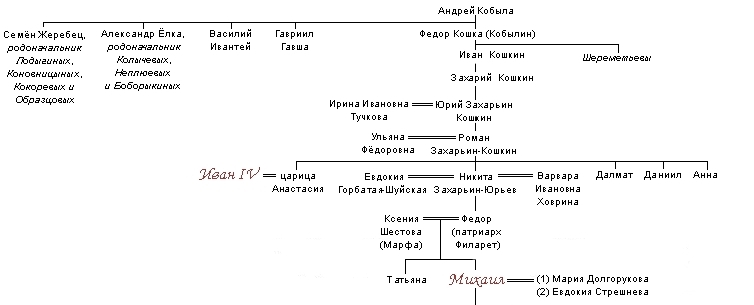 Андрей Кобыла
Семён Жеребец,
родоначальник
Лодыгиных,
Коновницыных,
Кокоревых и
Образцовых
Александр Ёлка,
родоначальник
Колычевых,
Неплюевых
и Боборыкиных
Василий
Ивантей
Гавриил
Гавша
Федор Кошка (Кобылин)
Иван Кошкин
Шереметьевы
Захарий Кошкин
Ирина Ивановна
Тучкова
Юрий Захарьин
Кошкин
Ульяна
Фёдоровна
Роман
Захарьин-Кошкин
Иван IV
царица
Анастасия
Евдокия
Горбатая-Шуйская
Никита
Захарьин-Юрьев
Варвара
Ивановна
Ховрина
Далмат
Даниил
Анна
Ксения
Шестова
(Марфа)
Федор
(патриарх
Филарет)
Татьяна
Михаил
(1) Мария Долгорукова
(2) Евдокия Стрешнева